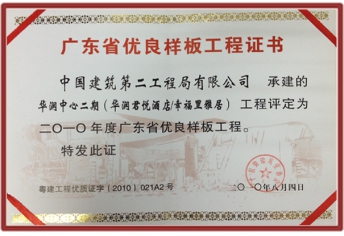 广东省优良样板工程证书
中国建筑第二工程局有限公司 承建的
华润中心二期（华润君悦酒店/幸福里雅居） 工程评定为
二〇一〇年度广东省优良样板工程。
特发此证
粤建工程优质证字（2010）021A2号
二〇一〇年八月四日